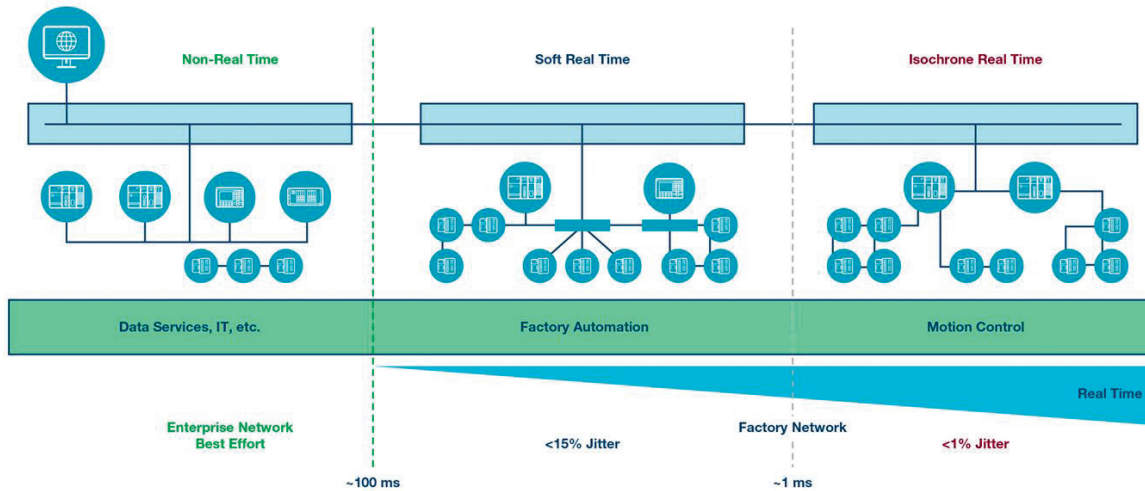 Non-Real Time
Soft Real Time
Isochrone Real Time
Data Services, IT, etc.
Factory Automation
Motion Control
Real Time
Enterprise Network
Best Effort
<15% Jitter
Factory Network
<1% Jitter
~100 ms
~1 ms